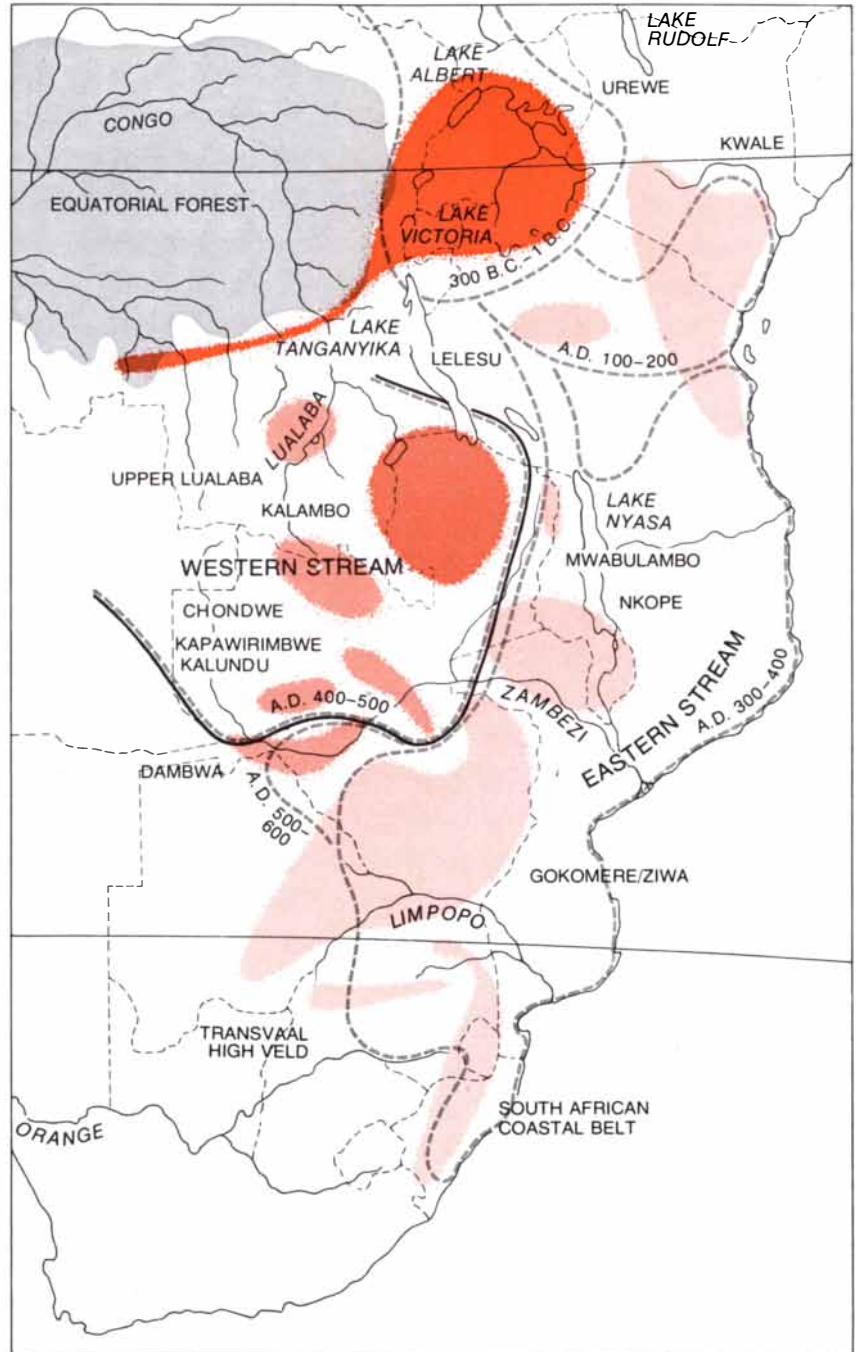 LAKE
RUDOLF
LAKE
ALBERT
UREWE
CONGO
KWALE
EQUATORIAL FOREST
LAKE
VICTORIA
300 B.C.–1 B.C.
LAKE
TANGANYIKA
LELESU
A.D. 100–200
LUALABA
UPPER LUALABA
KALAMBO
LAKE
NYASA
WESTERN STREAM
MWABULAMBO
CHONDWE
NKOPE
KAPAWIRIMBWE
KALUNDU
A.D. 400–500
ZAMBEZI
EASTERN STREAM
A.D. 300–400
DAMBWA
A.D. 500–
600
GOKOMERE/ZIWA
LIMPOPO
TRANSVAAL
HIGH VELD
SOUTH AFRICAN
COASTAL BELT
ORANGE